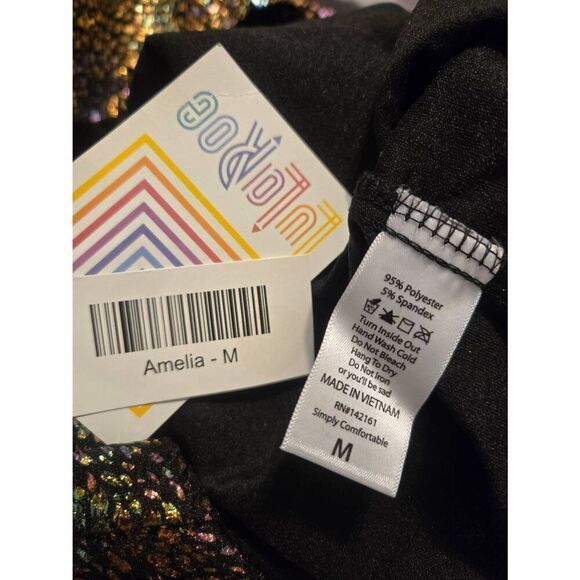 LuLaRoe
Amelia - M
95% Polyester
5% Spandex
Turn Inside Out
Hand Wash Cold
Do Not Bleach
Hang To Dry
Do Not Iron
or you'll be sad
MADE IN VIETNAM
RN#142161
Simply Comfortable
M